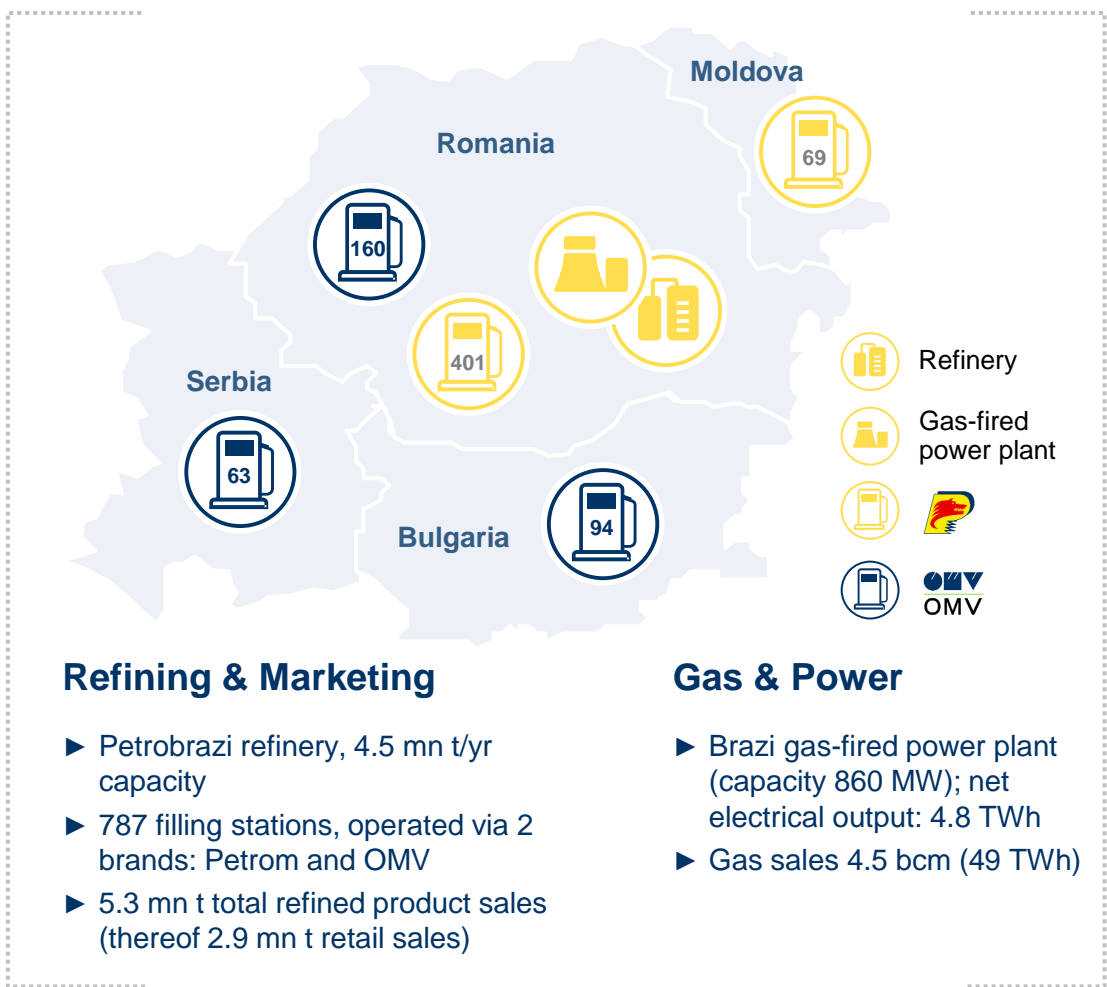 Moldova
69
Romania
160
401
Serbia
63
Bulgaria
94
Refinery
Gas-fired
power plant
OMV
OMV
Refining & Marketing
► Petrobrazi refinery, 4.5 mn t/yr
capacity
► 787 filling stations, operated via 2
brands: Petrom and OMV
► 5.3 mn t total refined product sales
(thereof 2.9 mn t retail sales)
Gas & Power
► Brazi gas-fired power plant
(capacity 860 MW); net
electrical output: 4.8 TWh
► Gas sales 4.5 bcm (49 TWh)